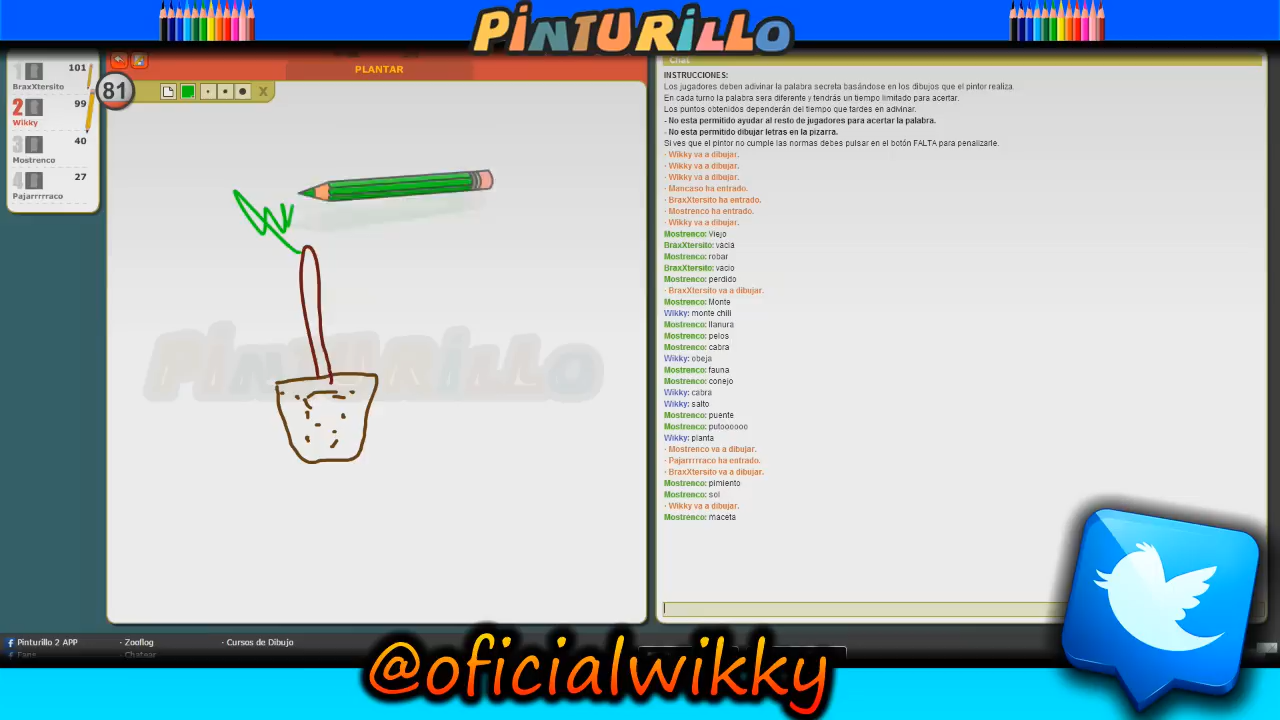 PiNTURiLLO
1
101
BraxXtersito
2
99
Wikky
3
40
Mostrenco
4
27
Pajarrrrraco
81
PLANTAR
X
PiNTURiLLO
Chat
INSTRUCCIONES:
Los jugadores deben adivinar la palabra secreta basándose en los dibujos que el pintor realiza.
En cada turno la palabra sera diferente y tendrás un tiempo limitado para acertar.
Los puntos obtenidos dependerán del tiempo que tardes en adivinar.
- No esta permitido ayudar al resto de jugadores para acertar la palabra.
- No esta permitido dibujar letras en la pizarra.
Si ves que el pintor no cumple las normas debes pulsar en el botón FALTA para penalizarle.
· Wikky va a dibujar.
· Wikky va a dibujar.
· Wikky va a dibujar.
· Mancaso ha entrado.
· BraxXtersito ha entrado.
· Mostrenco ha entrado.
· Wikky va a dibujar.
Mostrenco: Viejo
BraxXtersito: vacia
Mostrenco: robar
BraxXtersito: vacio
Mostrenco: perdido
· BraxXtersito va a dibujar.
Mostrenco: Monte
Wikky: monte chili
Mostrenco: llanura
Mostrenco: pelos
Mostrenco: cabra
Wikky: obeja
Mostrenco: fauna
Mostrenco: conejo
Wikky: cabra
Wikky: salto
Mostrenco: puente
Mostrenco: putoooooo
Wikky: planta
· Mostrenco va a dibujar.
· Pajarrrrraco ha entrado.
· BraxXtersito va a dibujar.
Mostrenco: pimiento
Mostrenco: sol
· Wikky va a dibujar.
Mostrenco: maceta
Pinturillo 2 APP
· Zooflog
· Cursos de Dibujo
Fans
· Chatear
@oficialwikky